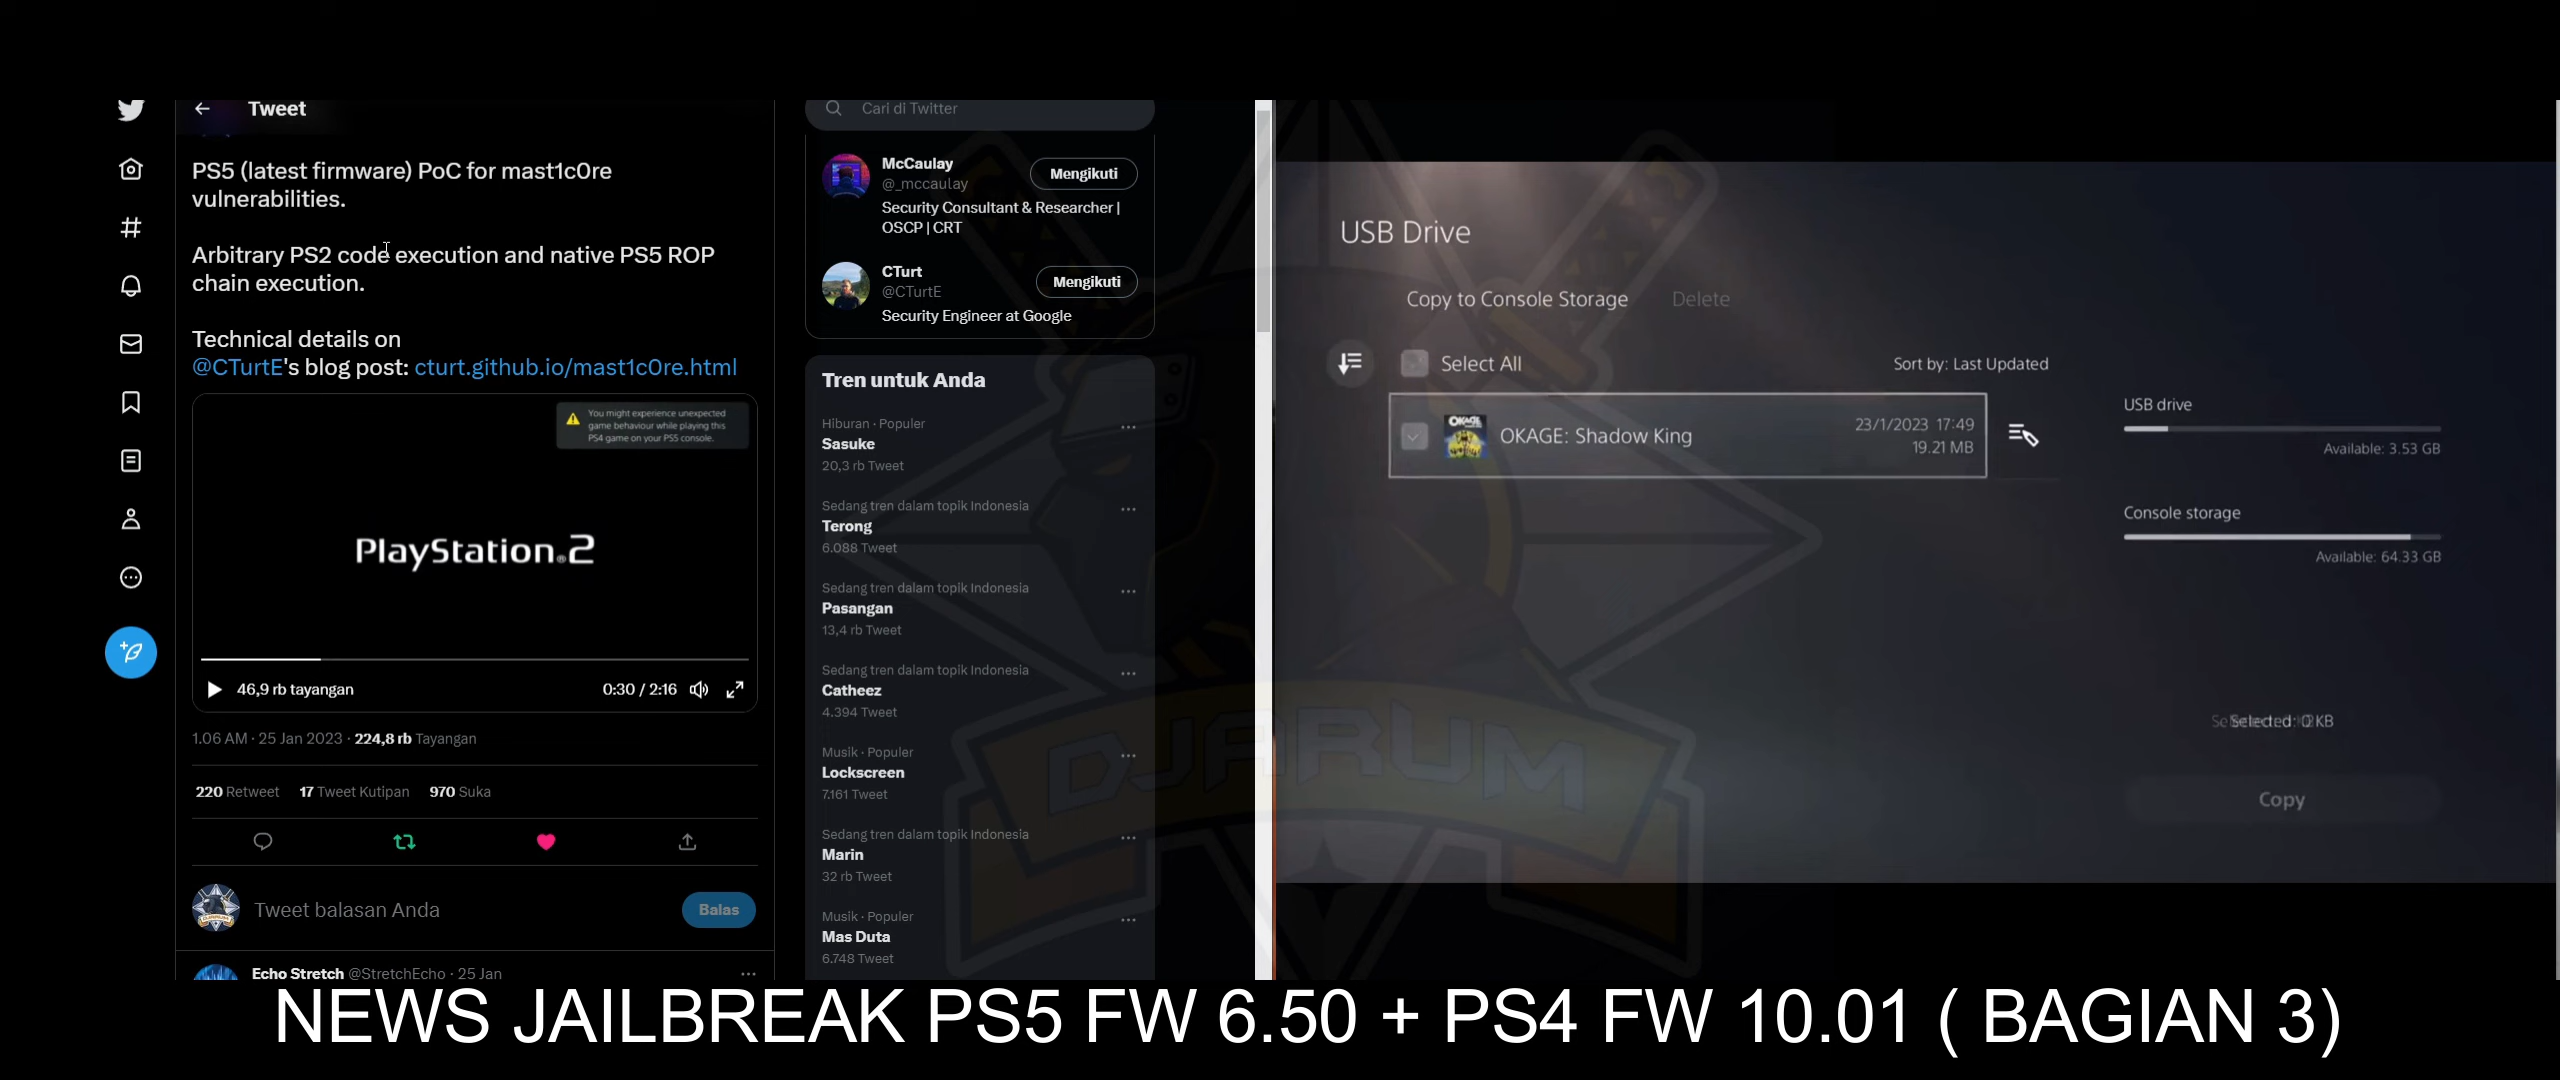 Tweet
PS5 (latest firmware) PoC for mast1c0re
vulnerabilities.
Arbitrary PS2 code execution and native PS5 ROP
chain execution.
Technical details on
@CTurtE's blog post: cturt.github.io/mast1c0re.html
You might experience unexpected
game behaviour while playing this
PS4 game on your PS5 console.
PlayStation®2
46,9 rb tayangan
0:30 / 2:16
1.06 AM · 25 Jan 2023 · 224,8 rb Tayangan
220 Retweet 17 Tweet Kutipan 970 Suka
Tweet balasan Anda
Balas
Echo Stretch @StretchEcho · 25 Jan
Cari di Twitter
McCaulay
@_mccaulay
Mengikuti
Security Consultant & Researcher |
OSCP | CRT
CTurt
@CTurtE
Mengikuti
Security Engineer at Google
Tren untuk Anda
Hiburan · Populer
Sasuke
20,3 rb Tweet
Sedang tren dalam topik Indonesia
Terong
6.088 Tweet
Sedang tren dalam topik Indonesia
Pasangan
13,4 rb Tweet
Sedang tren dalam topik Indonesia
Catheez
4.394 Tweet
Musik · Populer
Lockscreen
7.161 Tweet
Sedang tren dalam topik Indonesia
Marin
32 rb Tweet
Musik · Populer
Mas Duta
6.748 Tweet
USB Drive
Copy to Console Storage Delete
Select All
Sort by: Last Updated
OKAGE
OKAGE: Shadow King
23/1/2023 17:49
19.21 MB
USB drive
Available: 3.53 GB
Console storage
Available: 64.33 GB
Selected: 0 KB
Copy
DJARUM
NEWS JAILBREAK PS5 FW 6.50 + PS4 FW 10.01 ( BAGIAN 3)